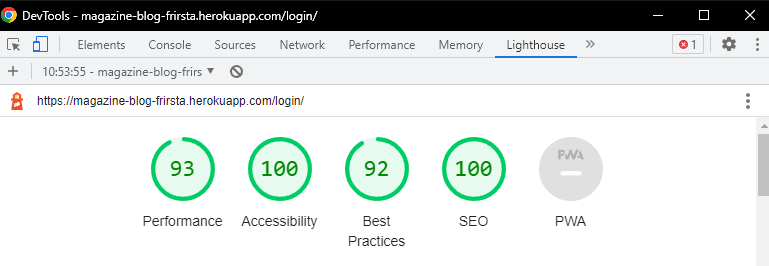 DevTools - magazine-blog-frirsta.herokuapp.com/login/
Elements Console Sources Network Performance Memory Lighthouse 1
10:53:55 - magazine-blog-frirs
https://magazine-blog-frirsta.herokuapp.com/login/
93 100 92 100 PWA
Performance Accessibility Best Practices SEO PWA